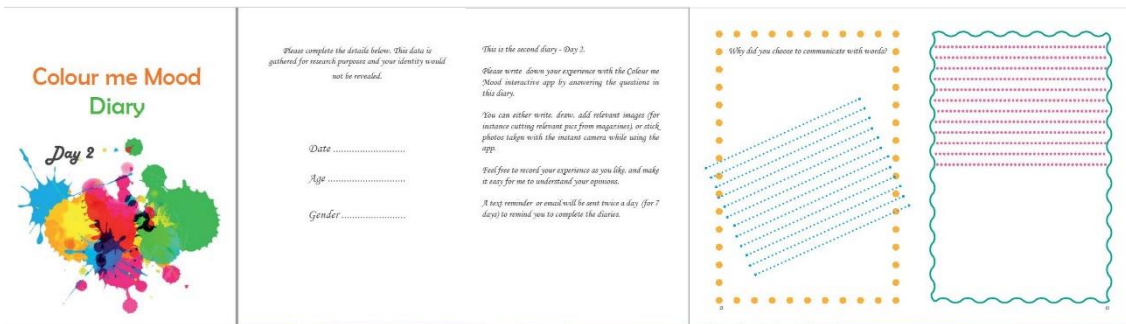 Colour me Mood
Diary
Day 2
Please complete the details below. This data is
gathered for research purposes and your identity would
not be revealed.
Date ...........................
Age .............................
Gender ........................
This is the second diary - Day 2.
Please write down your experience with the Colour me
Mood interactive app by answering the questions in
this diary.
You can either write, draw, add relevant images (for
instance cutting relevant pics from magazines), or stick
photos taken with the instant camera while using the
app.
Feel free to record your experience as you like, and make
it easy for me to understand your opinions.
A text reminder or email will be sent twice a day (for 7
days) to remind you to complete the diaries.
Why did you choose to communicate with words?